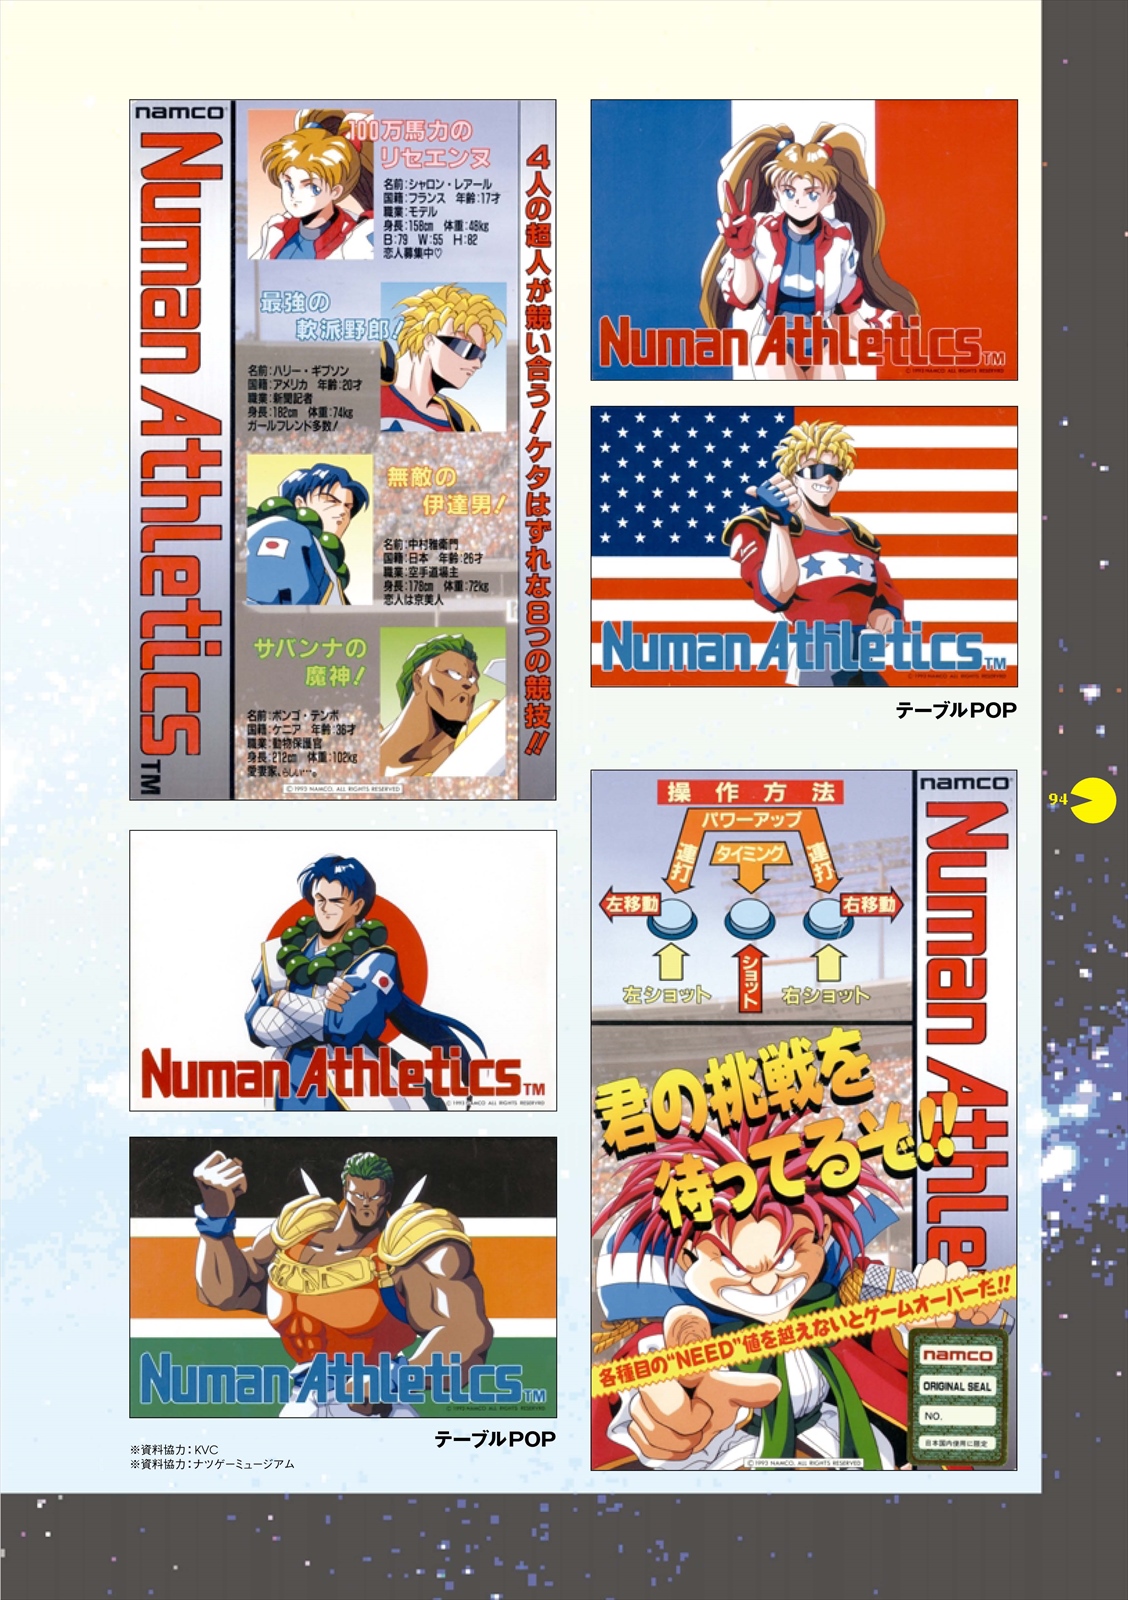 namco
Numan Athletics™
100万馬力の
リセエンヌ
名前:シャロン・レアール
国籍:フランス 年齢:17才
職業:モデル
身長:158cm 体重:48kg
B:79 W:55 H:82
恋人募集中♡
最強の
軟派野郎!
名前:ハリー・ギブソン
国籍:アメリカ 年齢:20才
職業:新聞記者
身長:182cm 体重:74kg
ガールフレンド多数!
無敵の
伊達男!
名前:中村雅衛門
国籍:日本 年齢:26才
職業:空手道場主
身長:178cm 体重:72kg
恋人は京美人
サバンナの
魔神!
名前:ボンゴ・テンボ
国籍:ケニア 年齢:36才
職業:動物保護官
身長:212cm 体重:102kg
愛妻家、らしい…。
© 1993 NAMCO, ALL RIGHTS RESERVED
4人の超人が競い合う!ケタはずれな8つの競技!!
Numan Athletics™
© 1993 NAMCO ALL RIGHTS RESERVED
Numan Athletics™
© 1993 NAMCO ALL RIGHTS RESERVED
テーブルPOP
94
Numan Athletics™
© 1993 NAMCO ALL RIGHTS RESERVED
Numan Athletics™
© 1993 NAMCO ALL RIGHTS RESERVED
テーブルPOP
※資料協力:KVC
※資料協力:ナツゲーミュージアム
namco
Numan Athle
操作方法
パワーアップ
連打
タイミング
連打
左移動
右移動
左ショット
ショット
右ショット
君の挑戦を
待ってるぞ!!
各種目の"NEED"値を越えないとゲームオーバーだ!!
namco
ORIGINAL SEAL
NO.
日本国内使用に限定
© 1993 NAMCO, ALL RIGHTS RESERVED